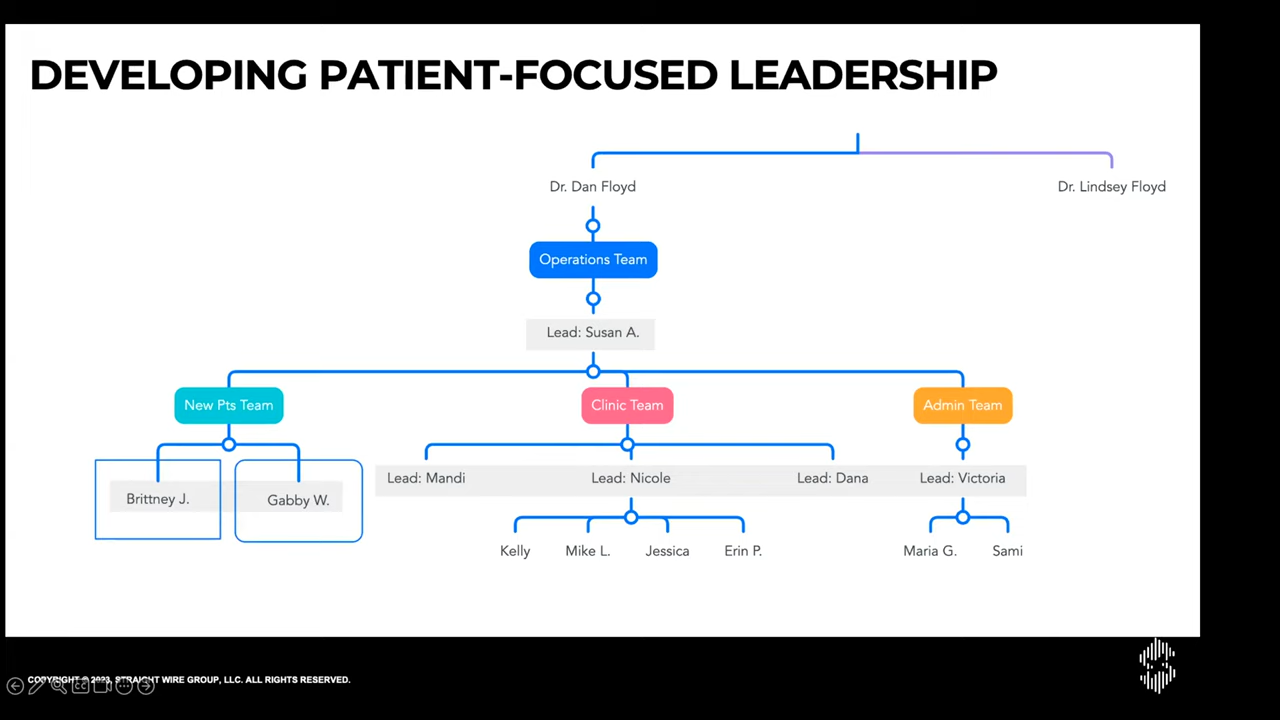 DEVELOPING PATIENT-FOCUSED LEADERSHIP
Dr. Dan Floyd
Dr. Lindsey Floyd
Operations Team
Lead: Susan A.
New Pts Team
Clinic Team
Admin Team
Brittney J.
Gabby W.
Lead: Mandi
Lead: Nicole
Lead: Dana
Lead: Victoria
Kelly
Mike L.
Jessica
Erin P.
Maria G.
Sami
COPYRIGHT © 2023, STRAIGHT WIRE GROUP, LLC. ALL RIGHTS RESERVED.